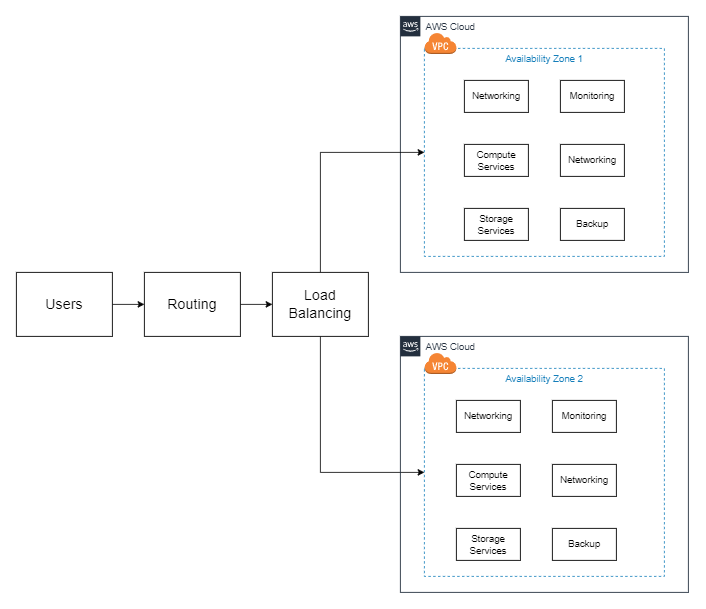 aws
AWS Cloud
VPC
Availability Zone 1
Networking
Monitoring
Compute
Services
Networking
Storage
Services
Backup
Users
Routing
Load
Balancing
aws
AWS Cloud
VPC
Availability Zone 2
Networking
Monitoring
Compute
Services
Networking
Storage
Services
Backup